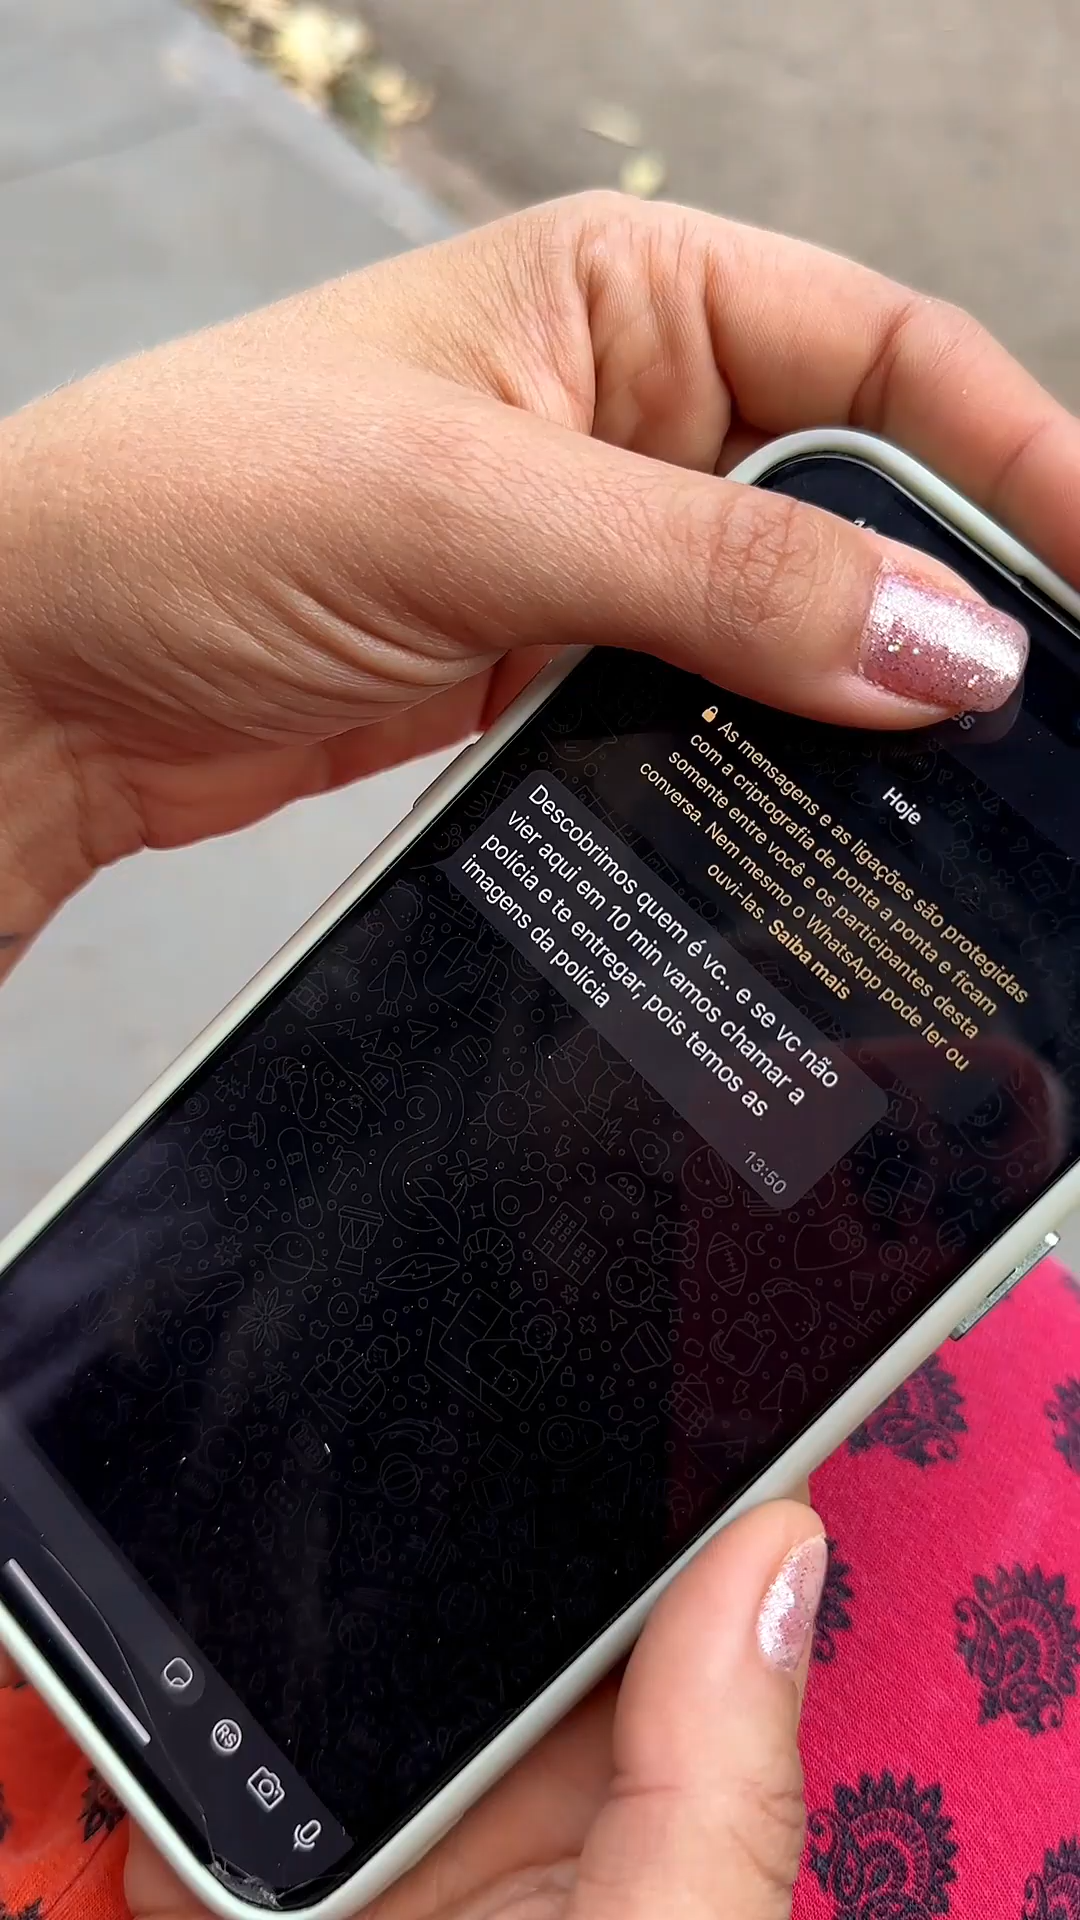 Hoje
As mensagens e as ligações são protegidas
com a criptografia de ponta a ponta e ficam
somente entre você e os participantes desta
conversa. Nem mesmo o WhatsApp pode ler ou
ouvi-las. Saiba mais
Descobrimos quem é vc.. e se vc não
vier aqui em 10 min vamos chamar a
polícia e te entregar, pois temos as
imagens da polícia
13:50
R$